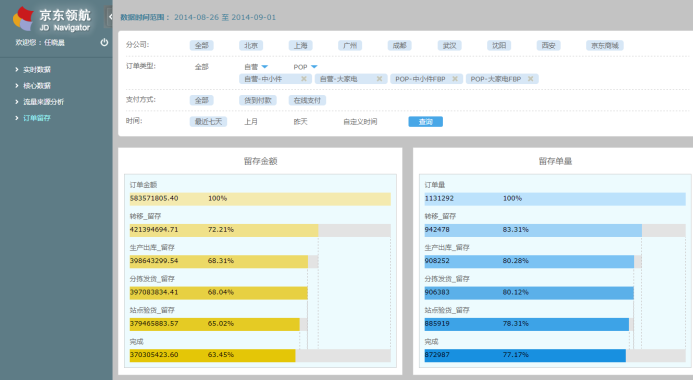 京东领航
JD Navigator
欢迎您：任晓晨
实时数据
核心数据
流量来源分析
订单留存
数据时间范围： 2014-08-26 至 2014-09-01
分公司: 全部 北京 上海 广州 成都 武汉 沈阳 西安 京东商城
订单类型: 全部 自营 POP
自营-中小件 × 自营-大家电 × POP-中小件FBP × POP-大家电FBP ×
支付方式: 全部 货到付款 在线支付
时间: 最近七天 上月 昨天 自定义时间 查询
留存金额
订单金额
583571805.40 100%
转移_留存
421394694.71 72.21%
生产出库_留存
398643299.54 68.31%
分拣发货_留存
397083834.41 68.04%
站点验货_留存
379465883.57 65.02%
完成
370305423.60 63.45%
留存单量
订单量
1131292 100%
转移_留存
942478 83.31%
生产出库_留存
908252 80.28%
分拣发货_留存
906383 80.12%
站点验货_留存
885919 78.31%
完成
872987 77.17%